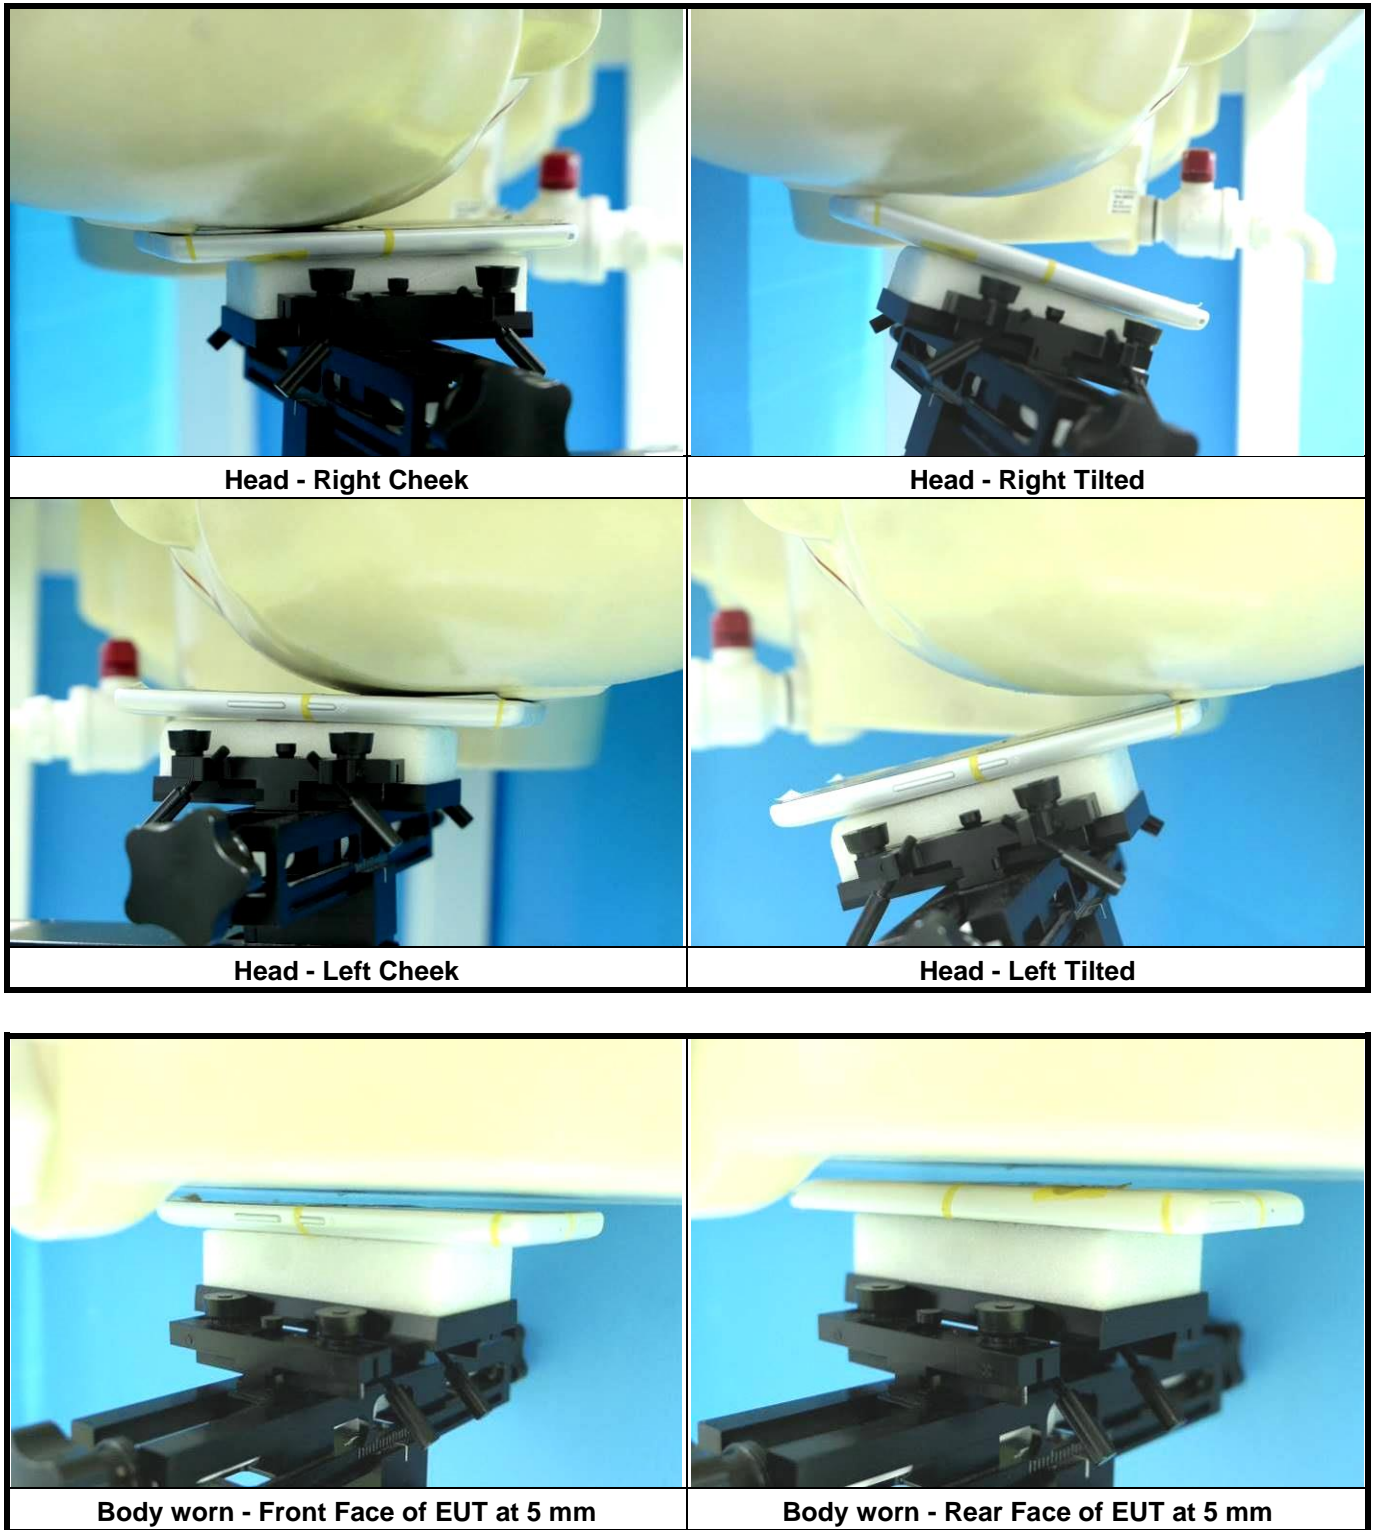 Head - Right Cheek
Head - Right Tilted
Head - Left Cheek
Head - Left Tilted
Body worn - Front Face of EUT at 5 mm
Body worn - Rear Face of EUT at 5 mm